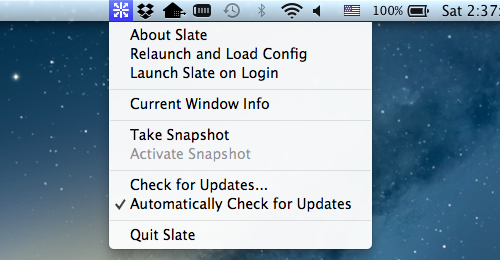 100% Sat 2:37:
About Slate
Relaunch and Load Config
Launch Slate on Login
Current Window Info
Take Snapshot
Activate Snapshot
Check for Updates...
Automatically Check for Updates
Quit Slate